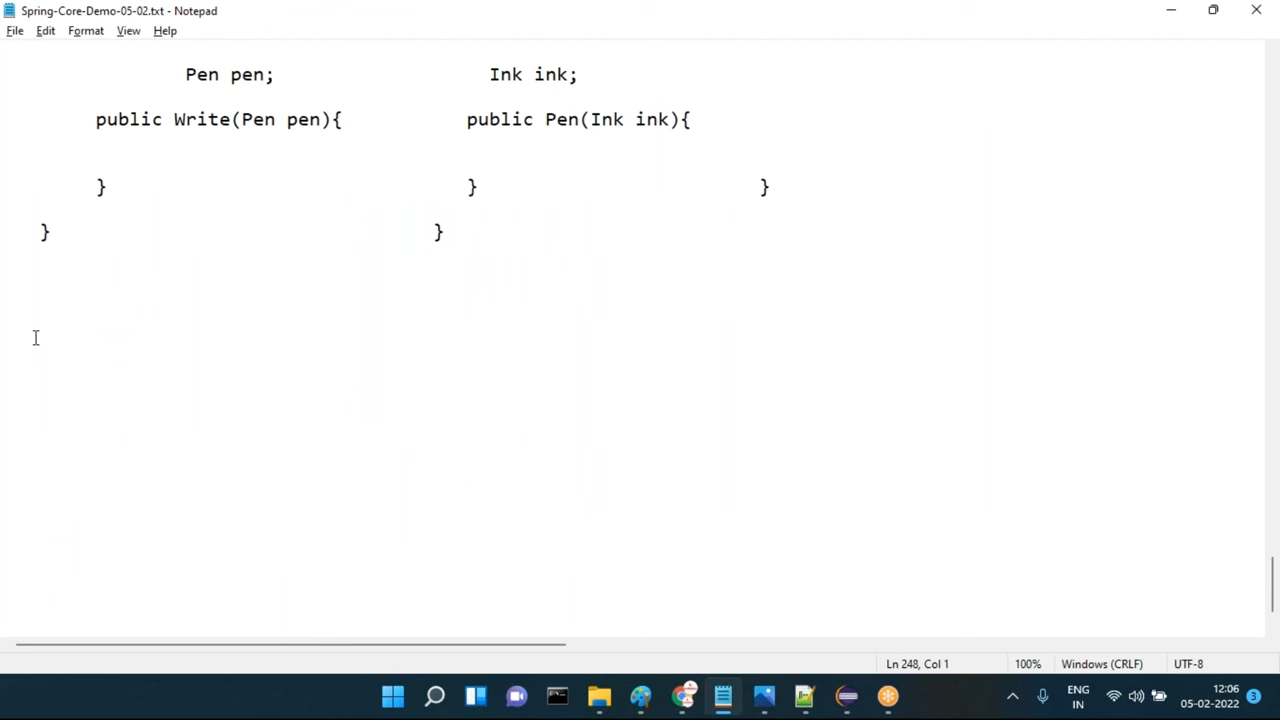 Spring-Core-Demo-05-02.txt - Notepad
File Edit Format View Help
Pen pen; Ink ink;
public Write(Pen pen){ public Pen(Ink ink){
} } }
} }
Ln 248, Col 1 100% Windows (CRLF) UTF-8
ENG 12:06
IN 05-02-2022 3